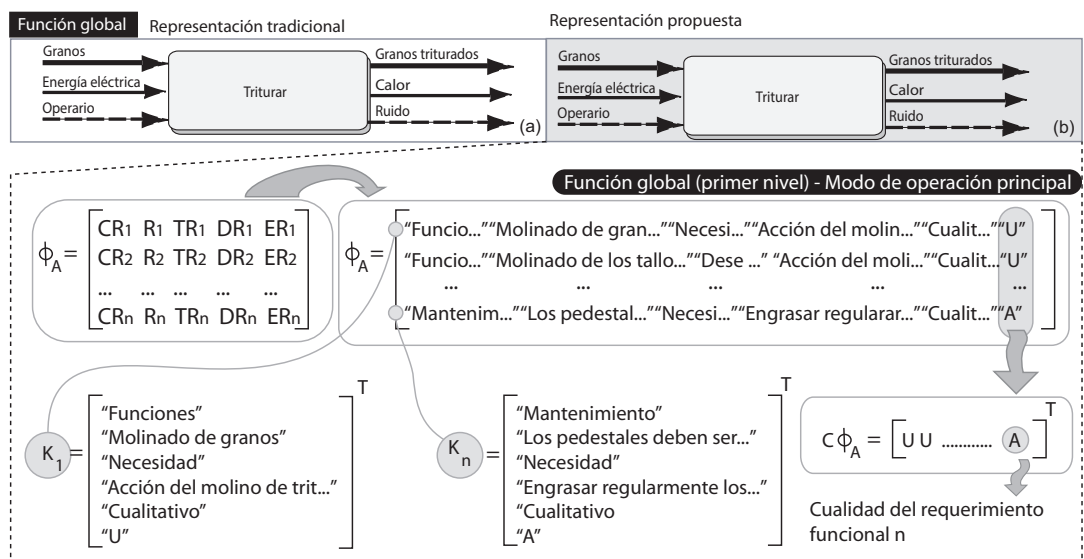 Función global Representación tradicional
Representación propuesta
Granos
Energía eléctrica
Operario
Triturar
Granos triturados
Calor
Ruido
(a)
Granos
Energía eléctrica
Operario
Triturar
Granos triturados
Calor
Ruido
(b)
Función global (primer nivel) - Modo de operación principal
ϕA = CR1 R1 TR1 DR1 ER1
CR2 R2 TR2 DR2 ER2
... ... ... ... ...
CRn Rn TRn DRn ERn
ϕA = “Funcio...”“Molinado de gran...”“Necesi...”“Acción del molin...”“Cualit...”“U”
“Funcio...”“Molinado de los tallo...”“Dese ...” “Acción del moli...”“Cualit...“U”
... ... ... ... ...
“Mantenim...”“Los pedestal...”“Necesi...”“Engrasar regularar...”“Cualit...”“A”
K1 =
“Funciones”
“Molinado de granos”
“Necesidad”
“Acción del molino de trit...”
“Cualitativo”
“U”
T
Kn =
“Mantenimiento”
“Los pedestales deben ser...”
“Necesidad”
“Engrasar regularmente los...”
“Cualitativo
“A”
T
CϕA = [U U ............ A] T
Cualidad del requerimiento
funcional n